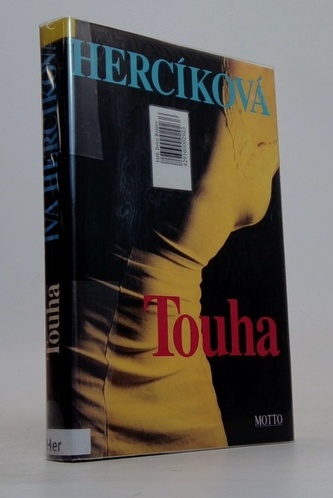 HERCÍKOVÁ
Touha
MOTTO
IVA HERCÍKOVÁ
Touha
Her